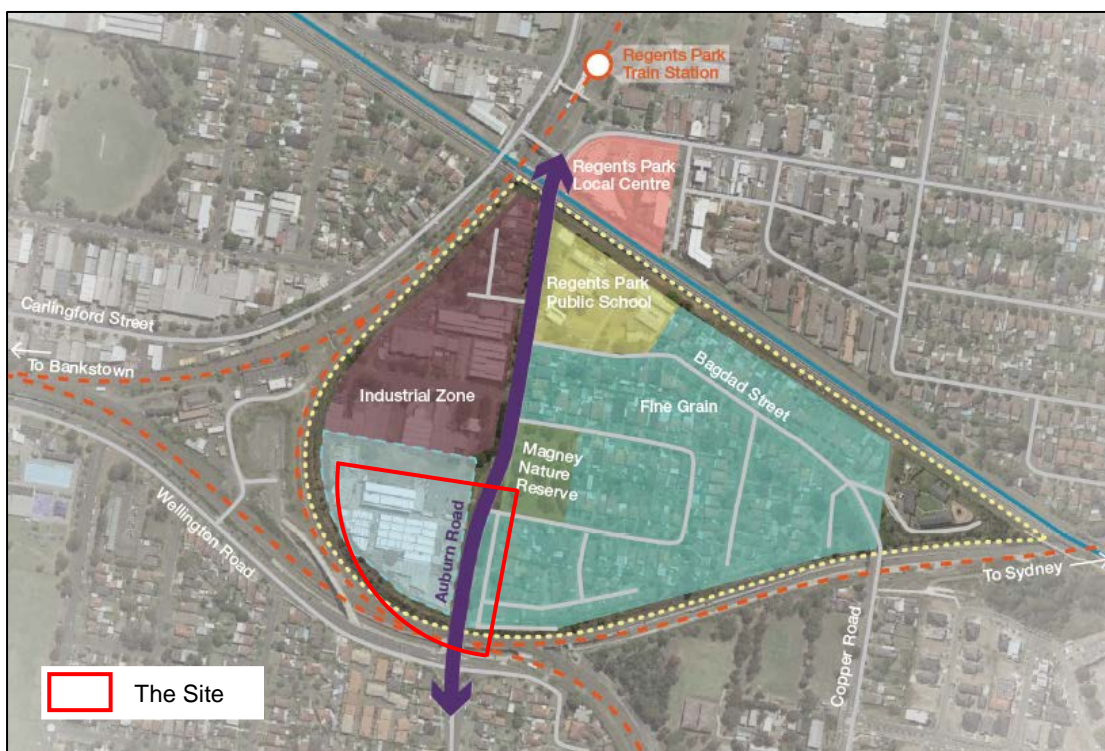 Regents Park
Train Station
Regents Park
Local Centre
Regents Park
Public School
Carlingford Street
To Bankstown
Industrial Zone
Bagdad Street
Fine Grain
Magney
Nature
Reserve
Wellington Road
Auburn Road
To Sydney
Copper Road
The Site